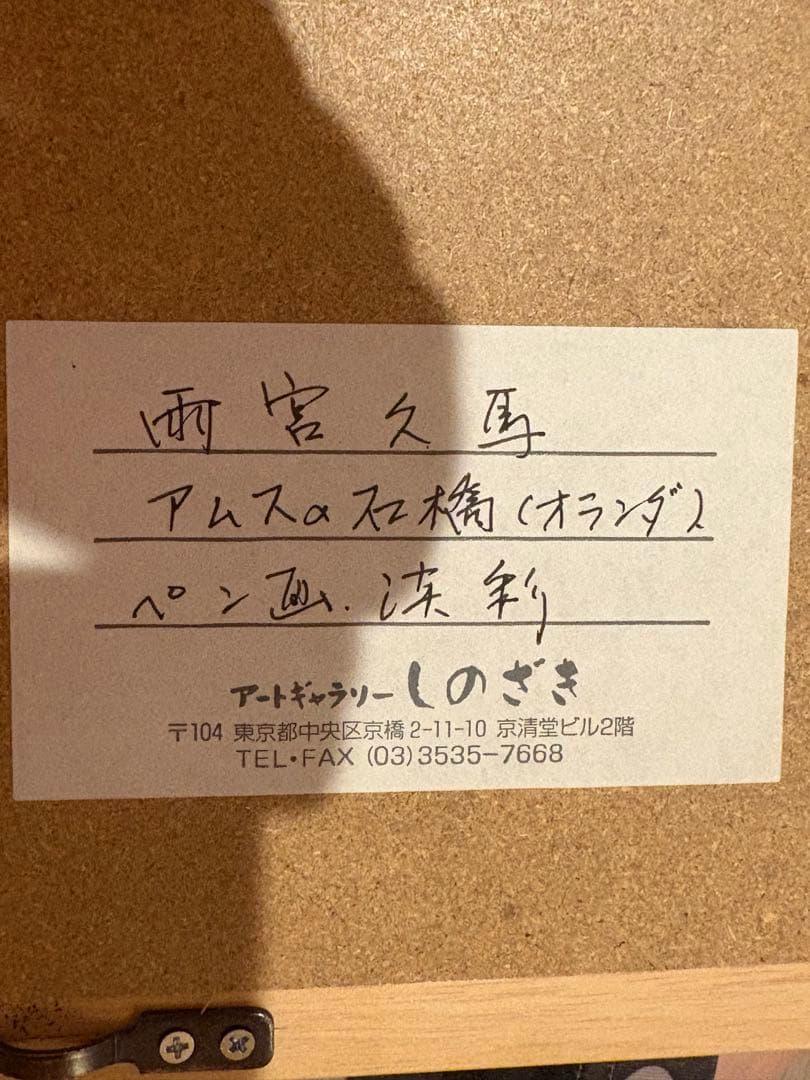 雨宮久馬
アムスの石橋(オランダ)
ペン画.淡彩
アートギャラリーしのざき
〒104 東京都中央区京橋2-11-10 京清堂ビル2階
TEL・FAX (03)3535-7668